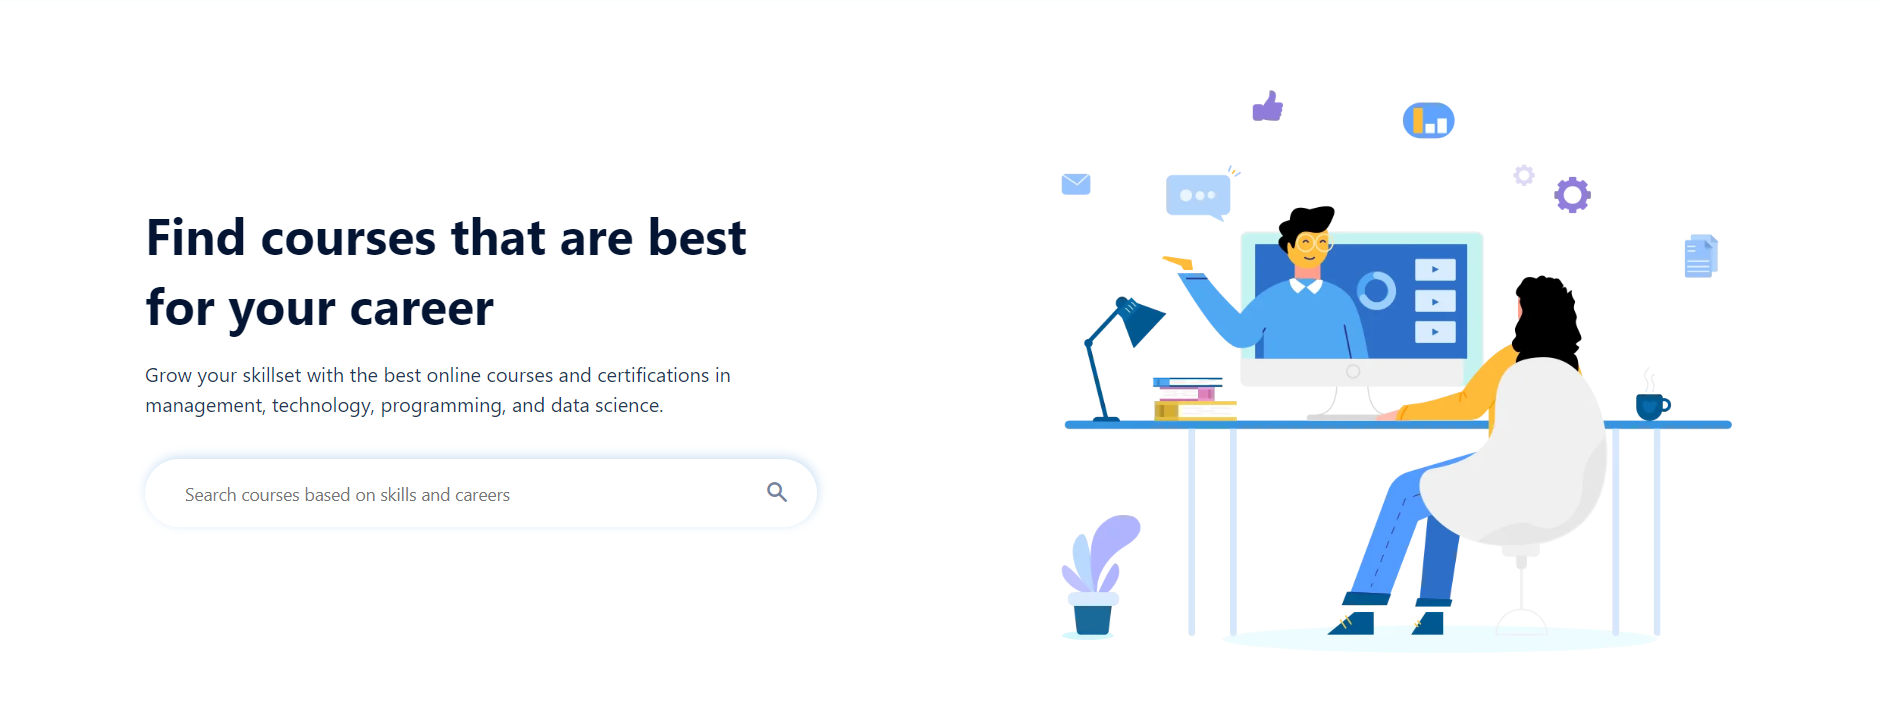 Find courses that are best
for your career
Grow your skillset with the best online courses and certifications in
management, technology, programming, and data science.
Search courses based on skills and careers